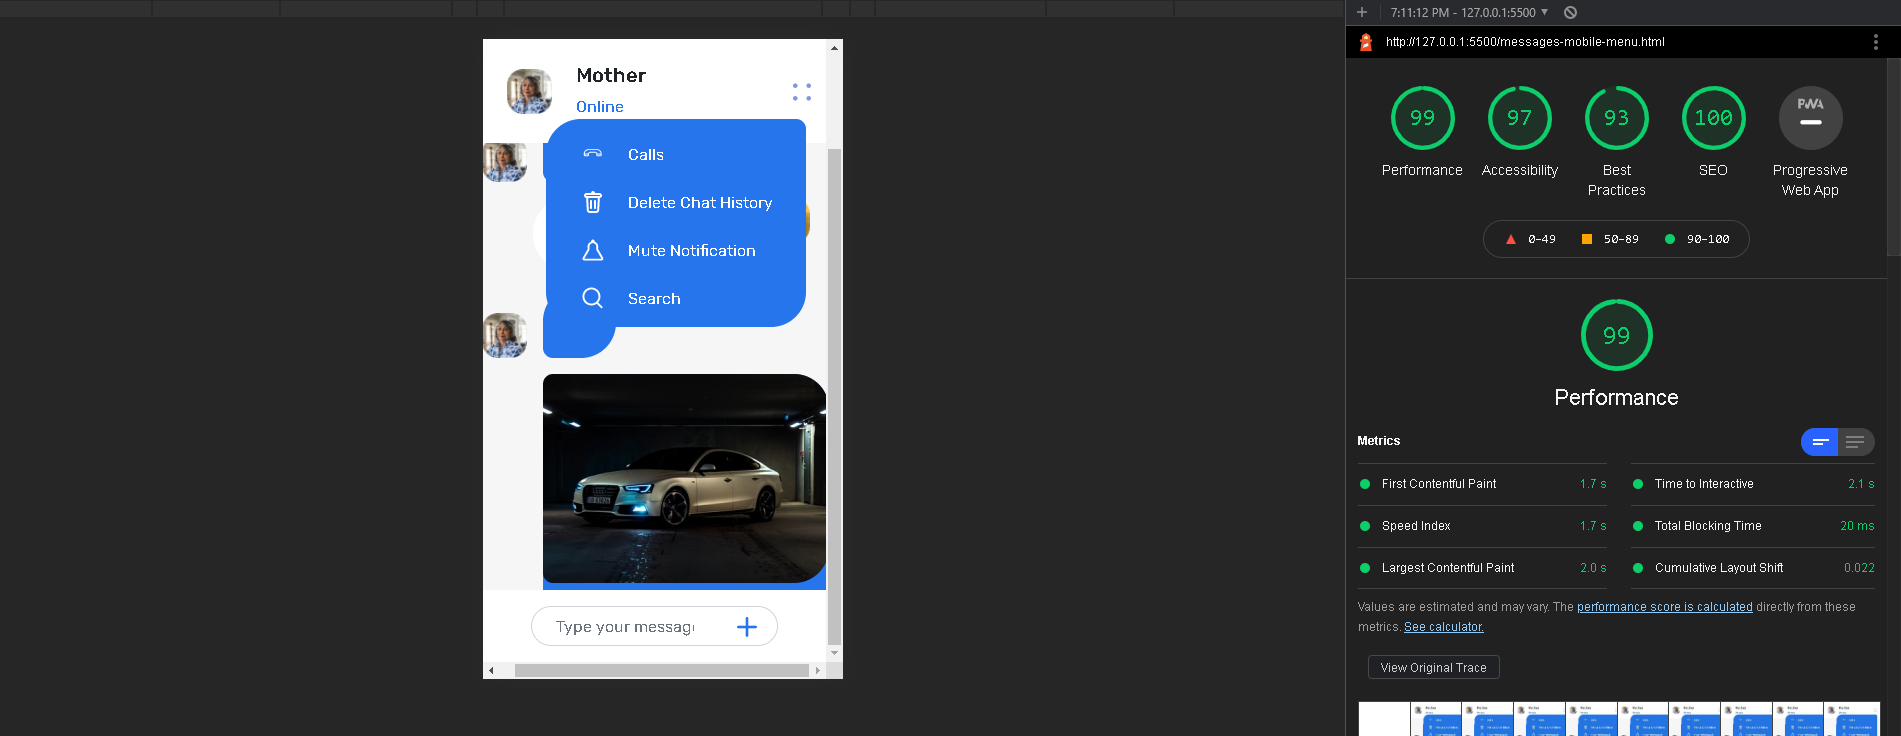 Mother
Online
Calls
Delete Chat History
Mute Notification
Search
Type your messag
7:11:12 PM - 127.0.0.1:5500
http://127.0.0.1:5500/messages-mobile-menu.html
99
97
93
100
PWA
Performance
Accessibility
Best
Practices
SEO
Progressive
Web App
0–49
50–89
90–100
99
Performance
Metrics
First Contentful Paint 1.7 s
Time to Interactive 2.1 s
Speed Index 1.7 s
Total Blocking Time 20 ms
Largest Contentful Paint 2.0 s
Cumulative Layout Shift 0.022
Values are estimated and may vary. The performance score is calculated directly from these
metrics. See calculator.
View Original Trace